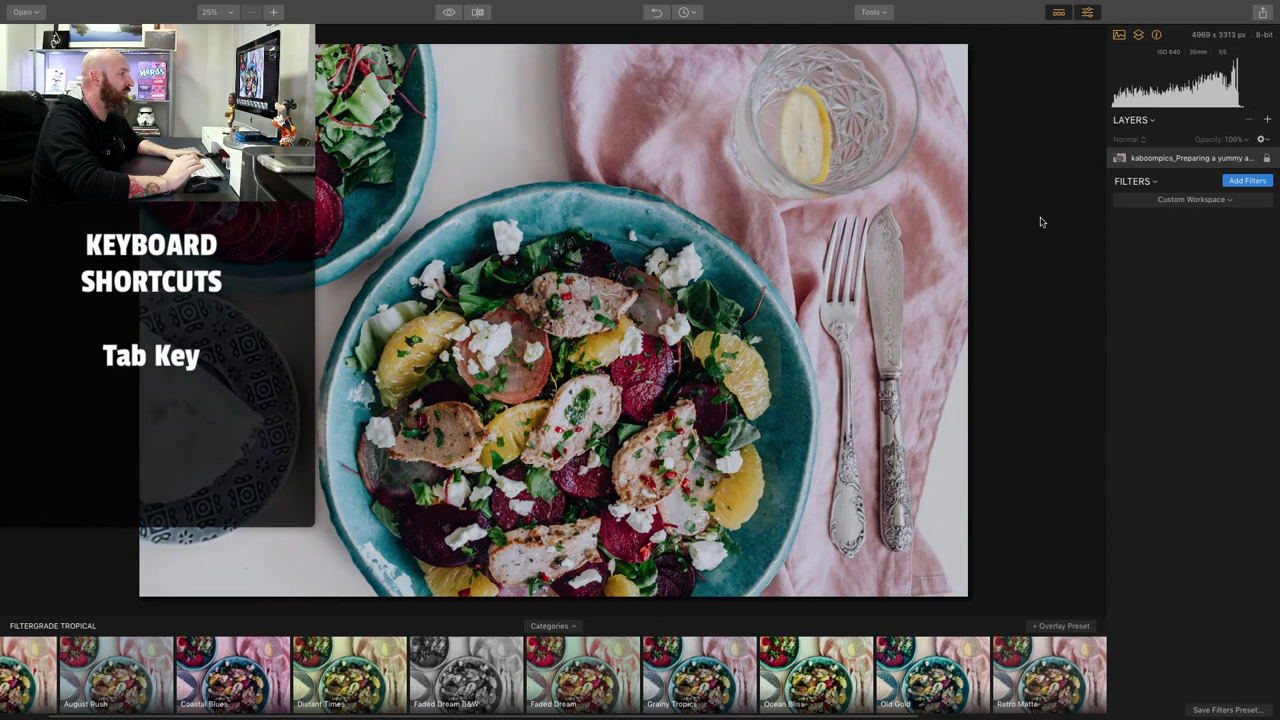 Open
25%
Tools
4969 x 3313 px
8-bit
ISO 640
35mm
f/5
LAYERS
Normal
Opacity: 100%
kaboompics_Preparing a yummy a...
FILTERS
Add Filters
Custom Workspace
Nerds
KEYBOARD
SHORTCUTS
Tab Key
FILTERGRADE TROPICAL
Categories
+ Overlay Preset
August Rush
Coastal Blues
Distant Times
Faded Dream B&W
Faded Dream
Grainy Tropics
Ocean Bliss
Old Gold
Retro Matte
Save Filters Preset...